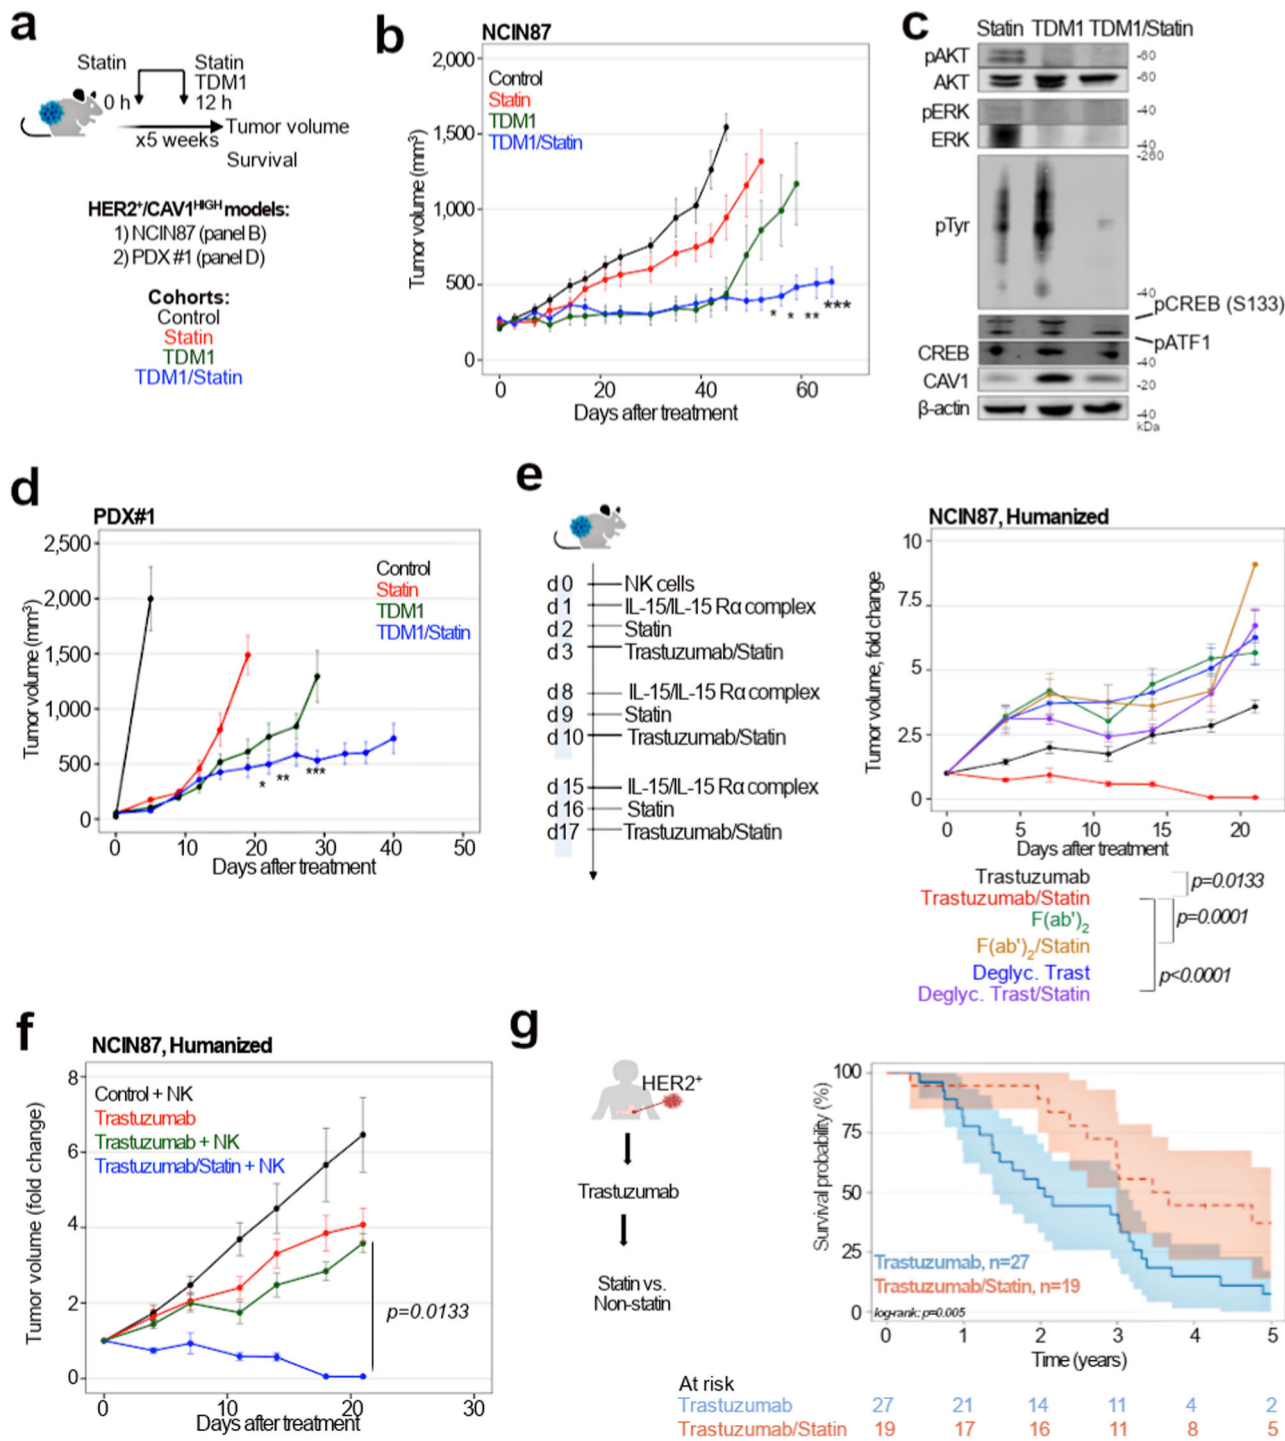 a
Statin
Statin
TDM1
0 h
12 h
x5 weeks
Tumor volume
Survival
HER2⁺/CAV1ᴴᴵᴳᴴ models:
1) NCIN87 (panel B)
2) PDX #1 (panel D)
Cohorts:
Control
Statin
TDM1
TDM1/Statin
b
NCIN87
Control
Statin
TDM1
TDM1/Statin
Tumor volume (mm³)
2,000
1,500
1,000
500
0
* * ** ***
0 20 40 60
Days after treatment
c
Statin TDM1 TDM1/Statin
pAKT -60
AKT -60
pERK -40
ERK -40
-260
pTyr
-40
pCREB (S133)
pATF1
CREB -40
CAV1 -20
β-actin -40
kDa
d
PDX#1
Control
Statin
TDM1
TDM1/Statin
Tumor volume (mm³)
2,500
2,000
1,500
1,000
500
0
* ** ***
0 10 20 30 40 50
Days after treatment
e
d 0 NK cells
d 1 IL-15/IL-15 Rα complex
d 2 Statin
d 3 Trastuzumab/Statin
d 8 IL-15/IL-15 Rα complex
d 9 Statin
d 10 Trastuzumab/Statin
d 15 IL-15/IL-15 Rα complex
d 16 Statin
d17 Trastuzumab/Statin
NCIN87, Humanized
Tumor volume, fold change
10
7.5
5
2.5
0
0 5 10 15 20
Days after treatment
Trastuzumab
Trastuzumab/Statin
F(ab')₂
F(ab')₂/Statin
Deglyc. Trast
Deglyc. Trast/Statin
p=0.0133
p=0.0001
p<0.0001
f
NCIN87, Humanized
Control + NK
Trastuzumab
Trastuzumab + NK
Trastuzumab/Statin + NK
Tumor volume (fold change)
8
6
4
2
0
p=0.0133
0 10 20 30
Days after treatment
g
HER2⁺
Trastuzumab
Statin vs.
Non-statin
Survival probability (%)
100
75
50
25
0
Trastuzumab, n=27
Trastuzumab/Statin, n=19
log-rank; p=0.005
0 1 2 3 4 5
Time (years)
At risk
Trastuzumab 27 21 14 11 4 2
Trastuzumab/Statin 19 17 16 11 8 5